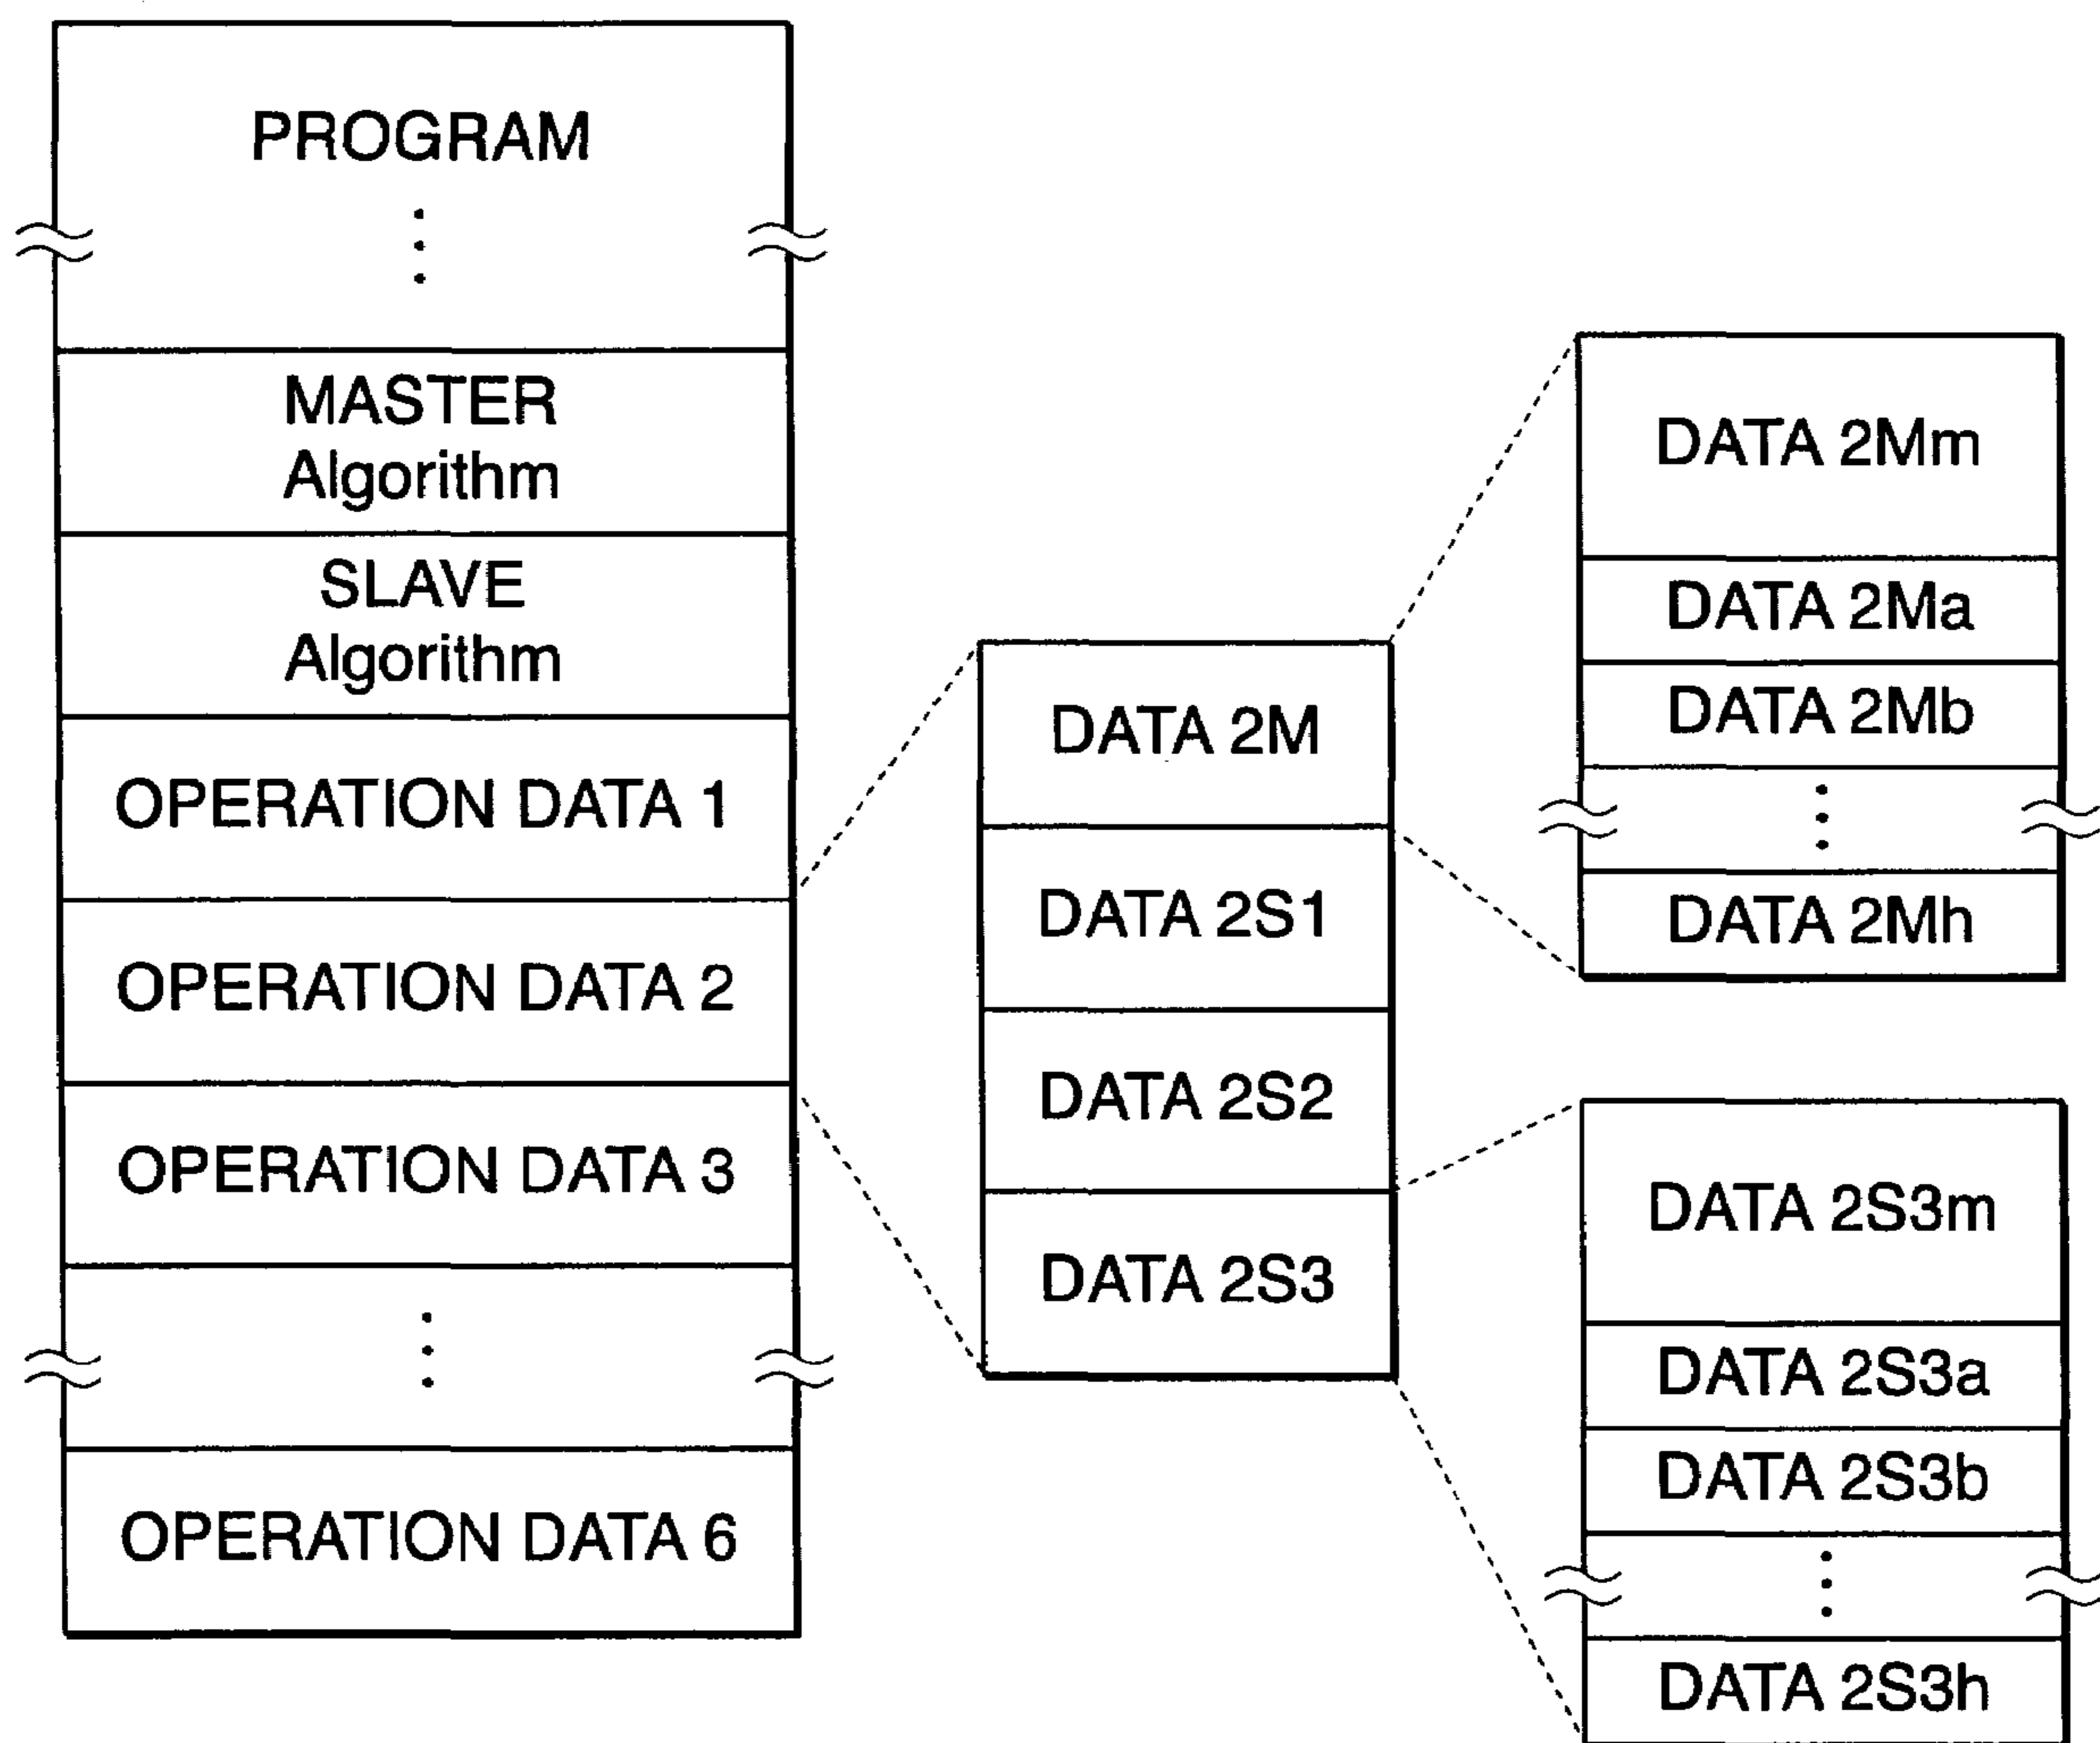 PROGRAM
MASTER
Algorithm
SLAVE
Algorithm
OPERATION DATA 1
OPERATION DATA 2
OPERATION DATA 3
OPERATION DATA 6
DATA 2M
DATA 2S1
DATA 2S2
DATA 2S3
DATA 2Mm
DATA 2Ma
DATA 2Mb
DATA 2Mh
DATA 2S3m
DATA 2S3a
DATA 2S3b
DATA 2S3h